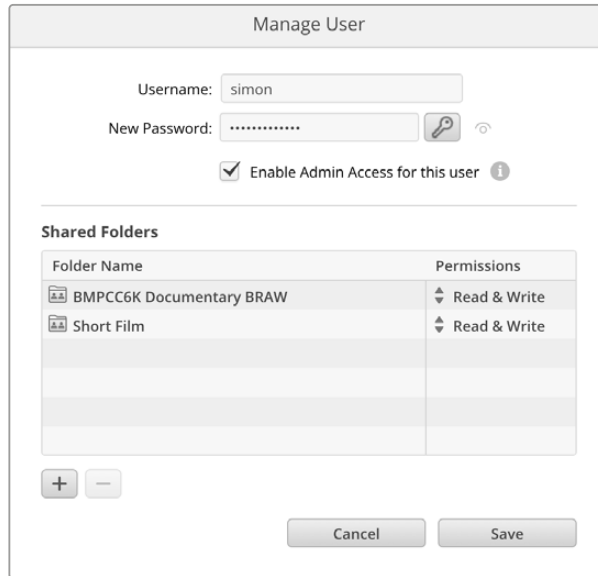 Manage User
Username: simon
New Password: •••••••••••••
Enable Admin Access for this user
Shared Folders
Folder Name Permissions
BMPCC6K Documentary BRAW Read & Write
Short Film Read & Write
Cancel Save